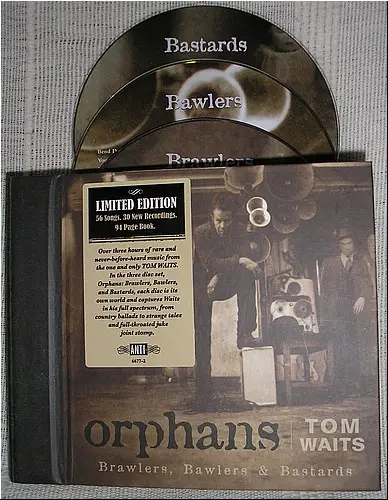 Bastards
Bawlers
Brawlers
LIMITED EDITION
56 Songs. 30 New Recordings.
94 Page Book.
Over three hours of rare and
never-before-heard music from
the one and only TOM WAITS.
In the three disc set,
Orphans: Brawlers, Bawlers,
and Bastards, each disc is its
own world and captures Waits
in his full spectrum, from
country ballads to strange tales
and full-throated juke
joint stomp.
ANTI
6677-2
orphans
TOM
WAITS
Brawlers, Bawlers & Bastards